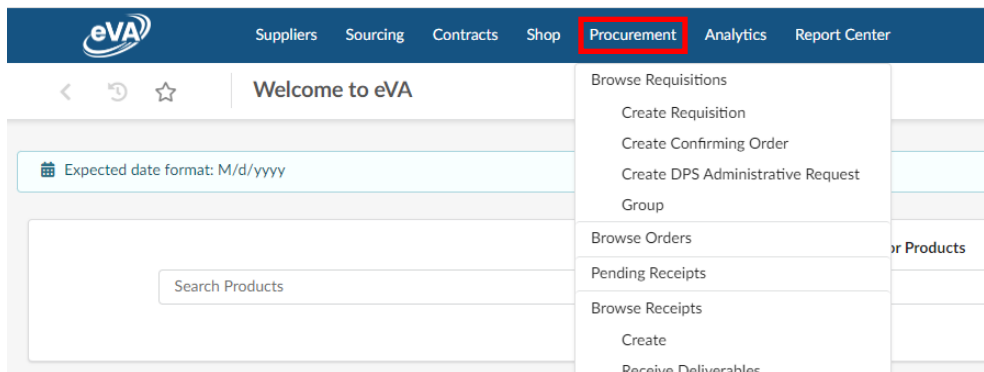 eVA Suppliers Sourcing Contracts Shop Procurement Analytics Report Center
Welcome to eVA
Browse Requisitions
Create Requisition
Create Confirming Order
Create DPS Administrative Request
Group
Expected date format: M/d/yyyy
Browse Orders
Products
Pending Receipts
Search Products
Browse Receipts
Create
Receive Deliverables